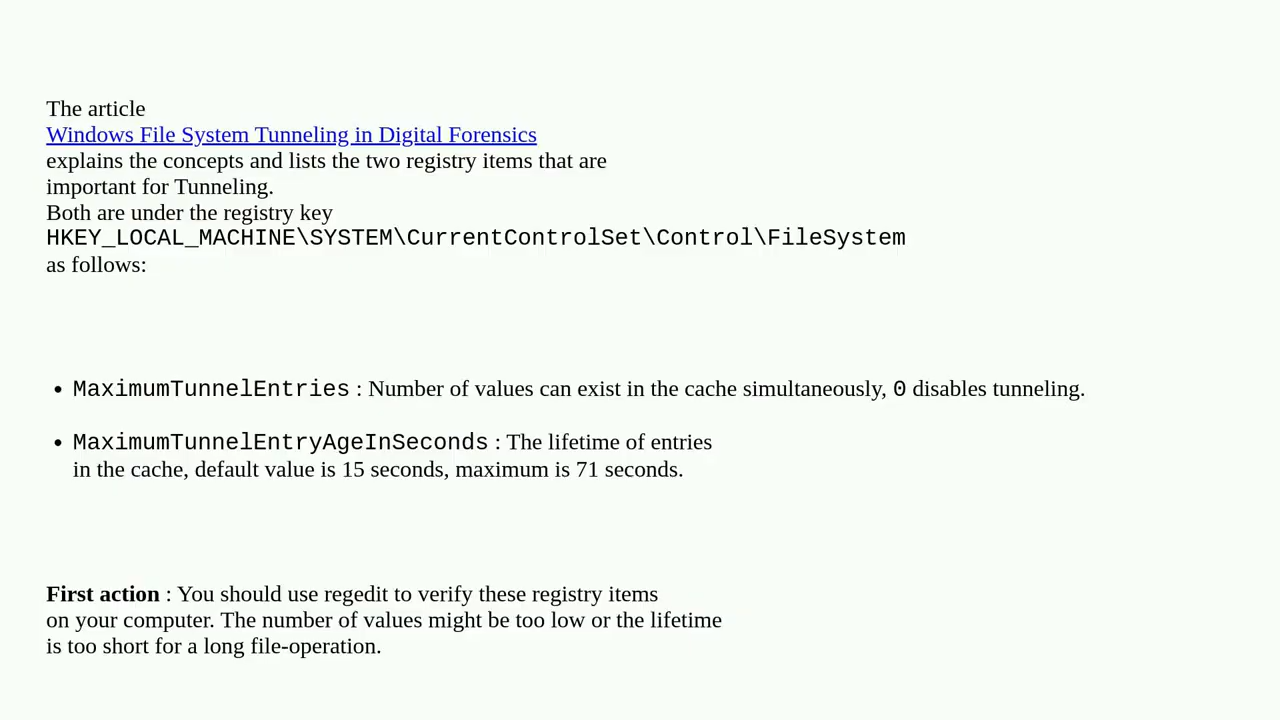 The article
Windows File System Tunneling in Digital Forensics
explains the concepts and lists the two registry items that are
important for Tunneling.
Both are under the registry key
HKEY_LOCAL_MACHINE\SYSTEM\CurrentControlSet\Control\FileSystem
as follows:
• MaximumTunnelEntries : Number of values can exist in the cache simultaneously, 0 disables tunneling.
• MaximumTunnelEntryAgeInSeconds : The lifetime of entries
in the cache, default value is 15 seconds, maximum is 71 seconds.
First action : You should use regedit to verify these registry items
on your computer. The number of values might be too low or the lifetime
is too short for a long file-operation.